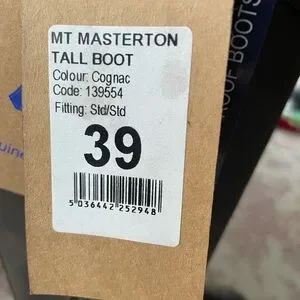 MT MASTERTON
TALL BOOT
Colour: Cognac
Code: 139554
Fitting: Std/Std
39
5 036442 252948
OOF BOOTS